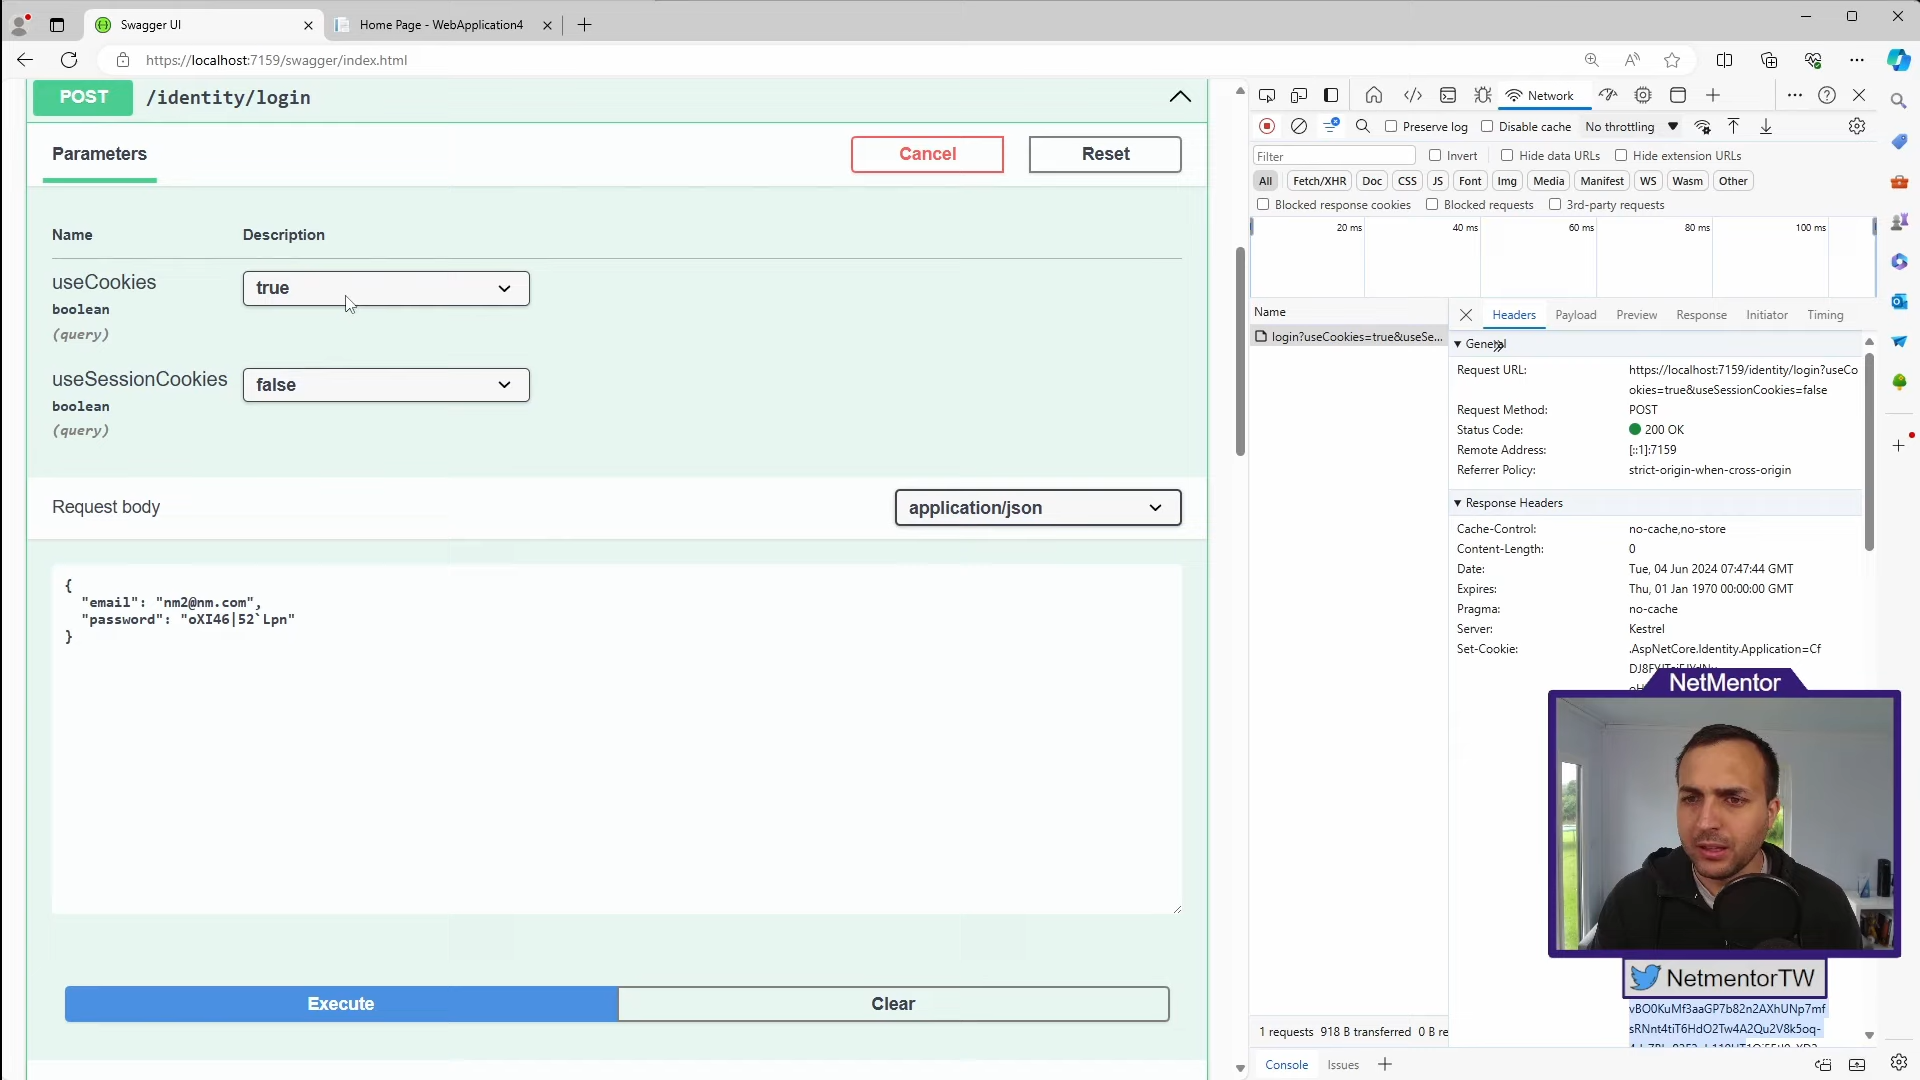 Swagger UI
Home Page - WebApplication4
https://localhost:7159/swagger/index.html
POST /identity/login
Parameters
Cancel
Reset
Name Description
useCookies
boolean
(query)
true
useSessionCookies
boolean
(query)
false
Request body
application/json
{
"email": "nm2@nm.com",
"password": "oXI46|52`Lpn"
}
Execute
Clear
Network
Preserve log
Disable cache
No throttling
Filter
Invert
Hide data URLs
Hide extension URLs
All Fetch/XHR Doc CSS JS Font Img Media Manifest WS Wasm Other
Blocked response cookies
Blocked requests
3rd-party requests
20 ms 40 ms 60 ms 80 ms 100 ms
Name
login?useCookies=true&useSe...
Headers Payload Preview Response Initiator Timing
General
Request URL: https://localhost:7159/identity/login?useCo
okies=true&useSessionCookies=false
Request Method: POST
Status Code: 200 OK
Remote Address: [::1]:7159
Referrer Policy: strict-origin-when-cross-origin
Response Headers
Cache-Control: no-cache,no-store
Content-Length: 0
Date: Tue, 04 Jun 2024 07:47:44 GMT
Expires: Thu, 01 Jan 1970 00:00:00 GMT
Pragma: no-cache
Server: Kestrel
Set-Cookie: .AspNetCore.Identity.Application=Cf
NetMentor
NetmentorTW
vBO0KuMf3aaGP7b82n2AXhUNp7mf
sRNnt4tiT6HdO2Tw4A2Qu2V8k5oq-
1 requests 918 B transferred 0 B re
Console Issues